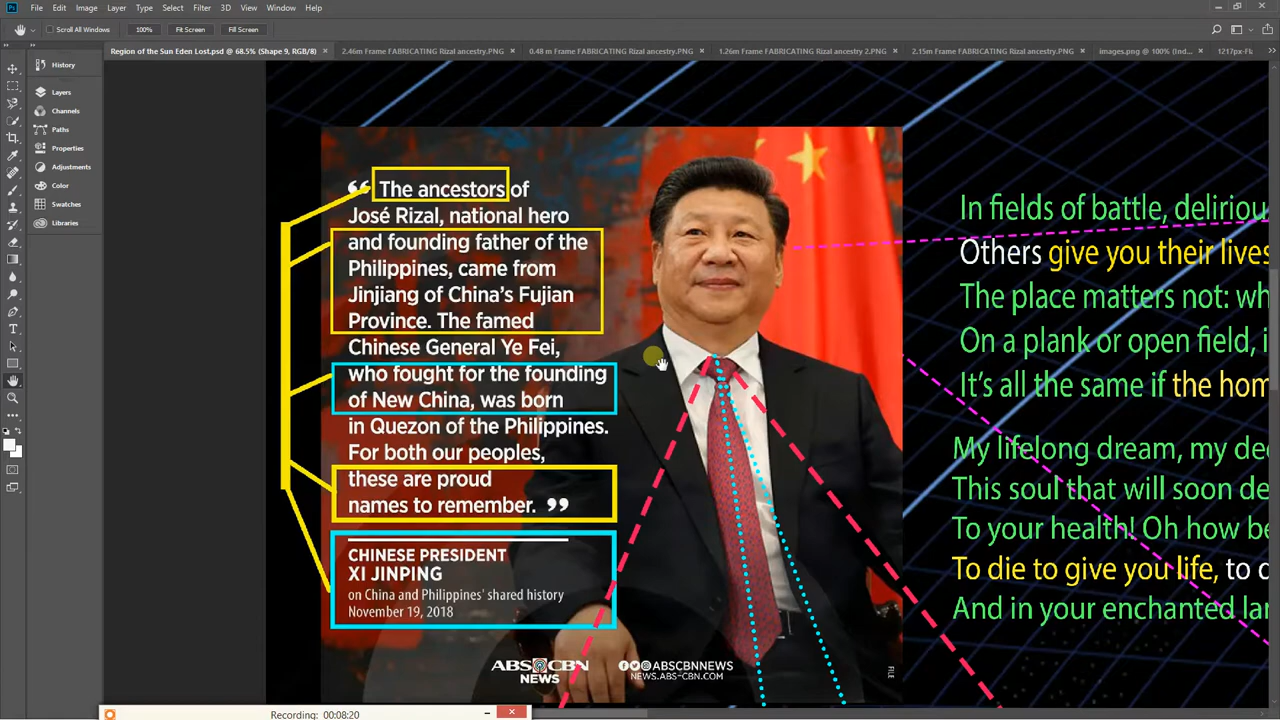 File Edit Image Layer Type Select Filter 3D View Window Help
Scroll All Windows 100% Fit Screen Fill Screen
Region of the Sun Eden Lost.psd @ 68.5% (Shape 9, RGB/8) 2.46m Frame FABRICATING Rizal ancestry.PNG 0.48 m Frame FABRICATING Rizal ancestry.PNG 1.26m Frame FABRICATING Rizal ancestry 2.PNG 2.15m Frame FABRICATING Rizal ancestry.PNG images.png @ 100% (Ind...
History
Layers
Channels
Paths
Properties
Adjustments
Color
Swatches
Libraries
“ The ancestors of
José Rizal, national hero
and founding father of the
Philippines, came from
Jinjiang of China's Fujian
Province. The famed
Chinese General Ye Fei,
who fought for the founding
of New China, was born
in Quezon of the Philippines.
For both our peoples,
these are proud
names to remember. ”
CHINESE PRESIDENT
XI JINPING
on China and Philippines' shared history
November 19, 2018
ABS CBN
NEWS
@ABSCBNNEWS
NEWS.ABS-CBN.COM
FILE
In fields of battle,
Others give you their lives
The place matters not:
On a plank or open field,
It's all the same if the
My lifelong dream, my
This soul that will soon
To your health! Oh how
To die to give you life, to
And in your enchanted
Recording: 00:08:20